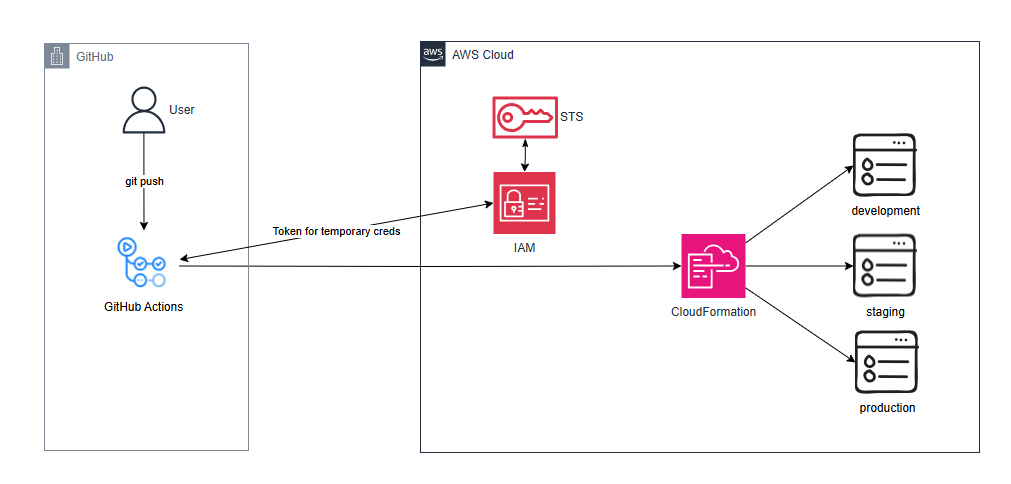 GitHub
aws
AWS Cloud
User
STS
git push
development
Token for temporary creds
IAM
GitHub Actions
CloudFormation
staging
production